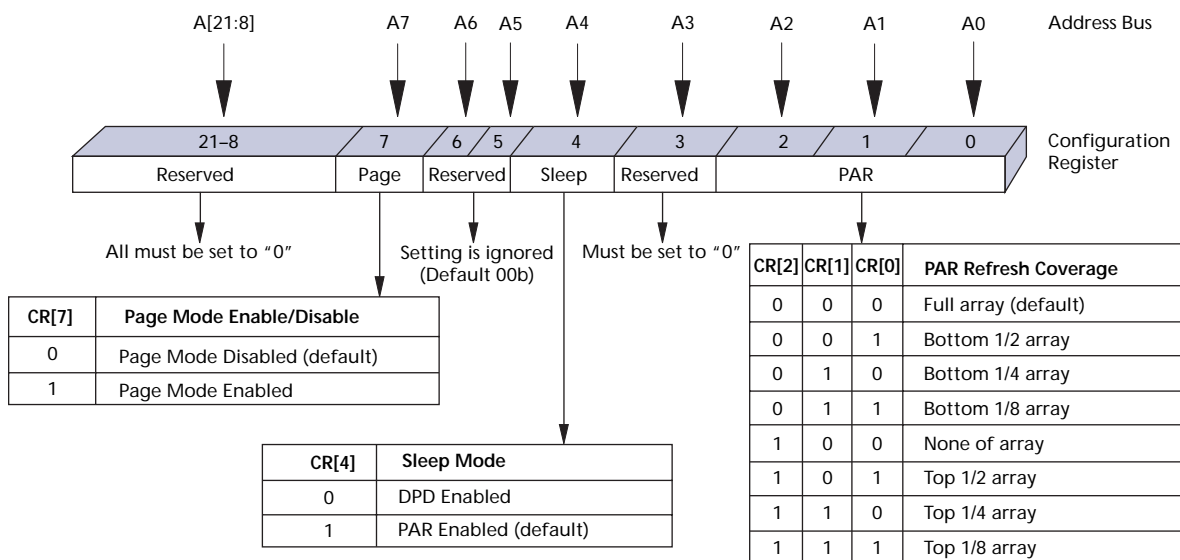 A[21:8] A7 A6 A5 A4 A3 A2 A1 A0 Address Bus
21–8 7 6 5 4 3 2 1 0 Configuration
Register
Reserved Page Reserved Sleep Reserved PAR
All must be set to “0”
Setting is ignored
(Default 00b)
Must be set to “0”
CR[7] Page Mode Enable/Disable
0 Page Mode Disabled (default)
1 Page Mode Enabled
CR[4] Sleep Mode
0 DPD Enabled
1 PAR Enabled (default)
CR[2] CR[1] CR[0] PAR Refresh Coverage
0 0 0 Full array (default)
0 0 1 Bottom 1/2 array
0 1 0 Bottom 1/4 array
0 1 1 Bottom 1/8 array
1 0 0 None of array
1 0 1 Top 1/2 array
1 1 0 Top 1/4 array
1 1 1 Top 1/8 array